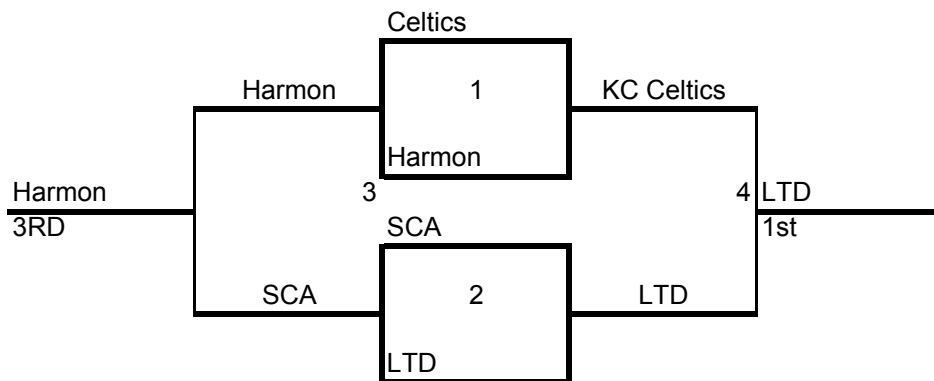 Celtics
Harmon 1 KC Celtics
Harmon
Harmon 3 4 LTD
3RD SCA 1st
SCA 2 LTD
LTD